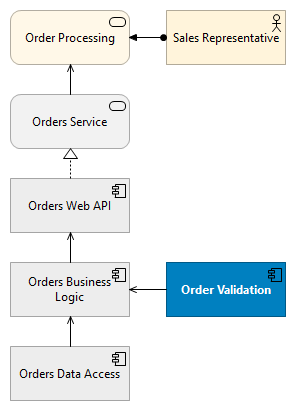 Order Processing
Sales Representative
Orders Service
Orders Web API
Orders Business
Logic
Order Validation
Orders Data Access